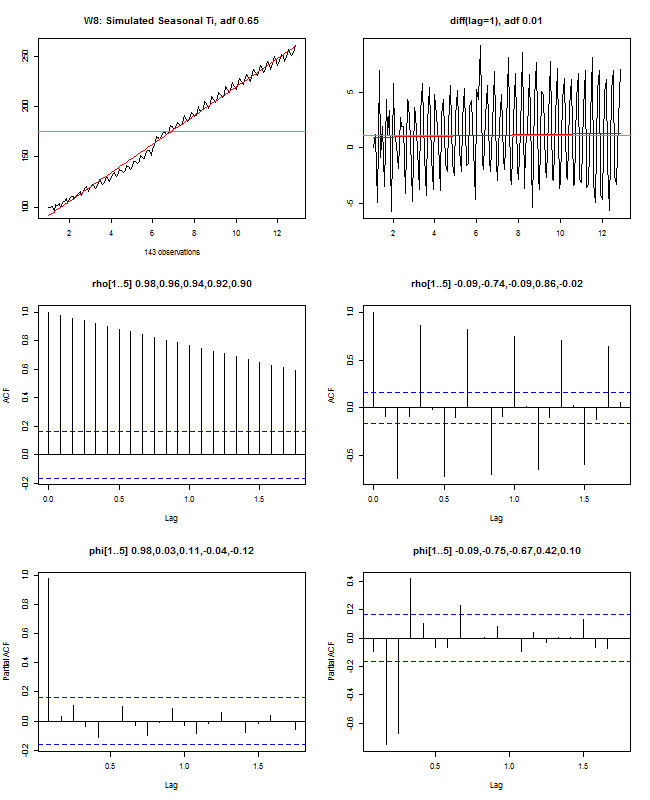 W8: Simulated Seasonal Ti, adf 0.65
250
200
150
100
2 4 6 8 10 12
143 observations
diff(lag=1), adf 0.01
5
0
-5
2 4 6 8 10 12
rho[1..5] 0.98,0.96,0.94,0.92,0.90
ACF
1.0
0.8
0.6
0.4
0.2
0.0
-0.2
0.0 0.5 1.0 1.5
Lag
rho[1..5] -0.09,-0.74,-0.09,0.86,-0.02
ACF
1.0
0.5
0.0
-0.5
0.0 0.5 1.0 1.5
Lag
phi[1..5] 0.98,0.03,0.11,-0.04,-0.12
Partial ACF
1.0
0.8
0.6
0.4
0.2
0.0
-0.2
0.5 1.0 1.5
Lag
phi[1..5] -0.09,-0.75,-0.67,0.42,0.10
Partial ACF
0.4
0.2
0.0
-0.2
-0.4
-0.6
0.5 1.0 1.5
Lag